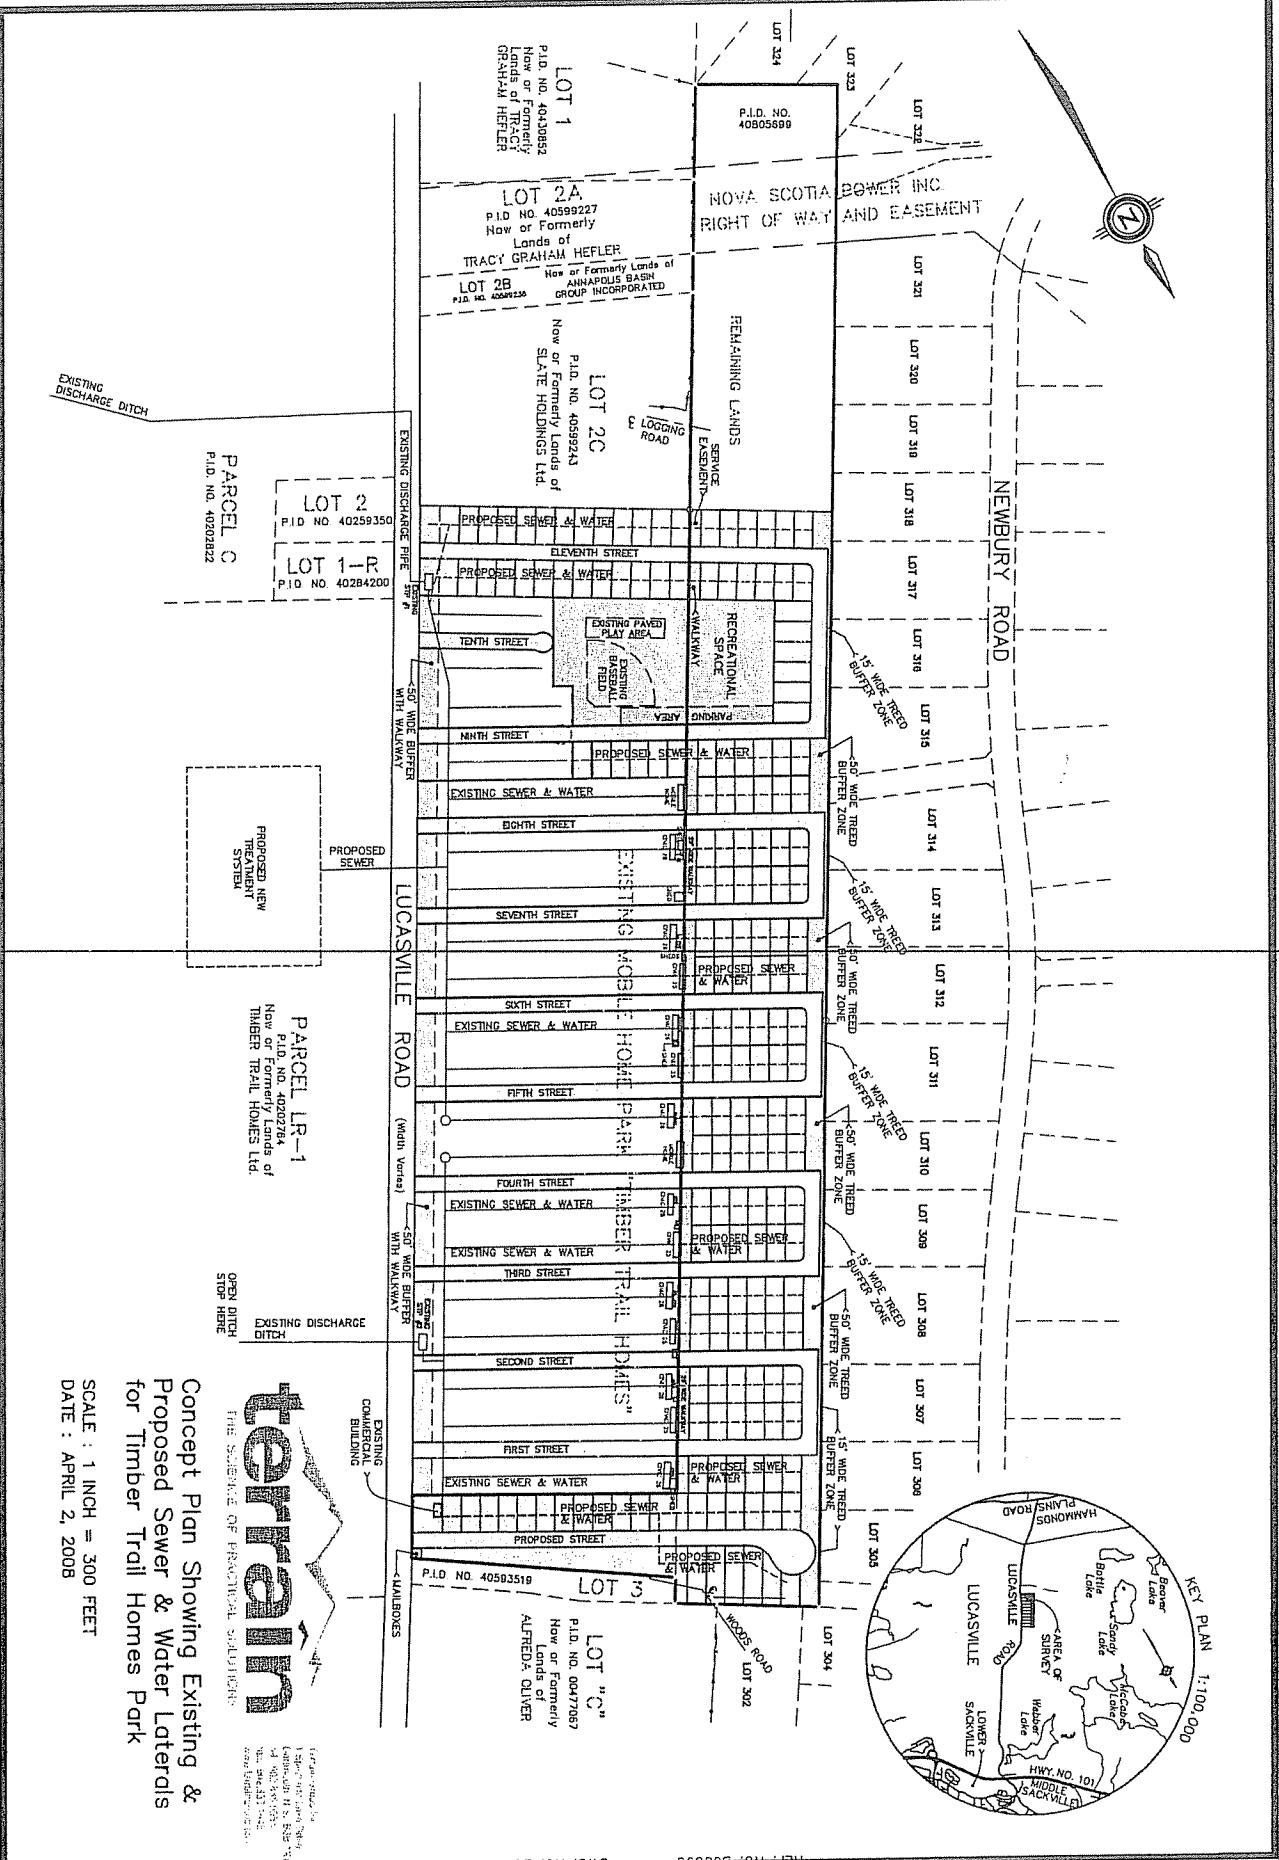 LOT 324
LOT 323
LOT 322
P.I.D. NO.
40805699
LOT 1
P.I.D. NO. 40430852
Now or Formerly
Lands of TRACY
GRAHAM HEFLER
NOVA SCOTIA POWER INC.
RIGHT OF WAY AND EASEMENT
LOT 2A
P.I.D NO. 40599227
Now or Formerly
Lands of
TRACY GRAHAM HEFLER
LOT 2B
Now or Formerly Lands of
ANNAPOLIS BASIN
GROUP INCORPORATED
LOT 2C
P.I.D. NO. 40599243
Now or Formerly Lands of
SLATE HOLDINGS Ltd.
REMAINING LANDS
LOGGING
ROAD
SERVICE
EASEMENT
LOT 321
LOT 320
LOT 319
LOT 318
LOT 317
LOT 316
LOT 315
LOT 314
LOT 313
LOT 312
LOT 311
LOT 310
LOT 309
LOT 308
LOT 307
LOT 306
LOT 305
LOT 304
LOT 302
NEWBURY ROAD
EXISTING
DISCHARGE DITCH
EXISTING DISCHARGE PIPE
PARCEL C
P.I.D. NO. 40202822
LOT 2
P.I.D NO. 40259350
LOT 1-R
P.I.D NO. 40284200
PROPOSED SEWER & WATER
ELEVENTH STREET
PROPOSED SEWER & WATER
EXISTING
STP #1
TENTH STREET
EXISTING PAVED
PLAY AREA
EXISTING
BASEBALL
FIELD
RECREATIONAL
SPACE
WALKWAY
PARKING AREA
NINTH STREET
PROPOSED SEWER & WATER
EXISTING SEWER & WATER
EIGHTH STREET
SEVENTH STREET
PROPOSED SEWER
& WATER
SIXTH STREET
EXISTING SEWER & WATER
FIFTH STREET
FOURTH STREET
EXISTING SEWER & WATER
PROPOSED SEWER
& WATER
EXISTING SEWER & WATER
THIRD STREET
SECOND STREET
FIRST STREET
PROPOSED SEWER
& WATER
EXISTING SEWER & WATER
PROPOSED SEWER
& WATER
PROPOSED STREET
PROPOSED SEWER
& WATER
EXISTING MOBILE HOME PARK "TIMBER TRAIL HOMES"
15' WIDE TREED
BUFFER ZONE
50' WIDE TREED
BUFFER ZONE
15' WIDE TREED
BUFFER ZONE
50' WIDE TREED
BUFFER ZONE
15' WIDE TREED
BUFFER ZONE
50' WIDE TREED
BUFFER ZONE
15' WIDE TREED
BUFFER ZONE
50' WIDE TREED
BUFFER ZONE
15' WIDE TREED
BUFFER ZONE
50' WIDE BUFFER
WITH WALKWAY
PROPOSED NEW
TREATMENT
SYSTEM
PROPOSED
SEWER
LUCASVILLE ROAD (Width Varies)
PARCEL LR-1
P.I.D. NO. 40202764
Now or Formerly Lands of
TIMBER TRAIL HOMES Ltd.
50' WIDE BUFFER
WITH WALKWAY
OPEN DITCH
STOP HERE
EXISTING DISCHARGE
DITCH
EXISTING
COMMERCIAL
BUILDING
MAILBOXES
P.I.D NO. 40593519
LOT 3
WOODS ROAD
LOT "C"
P.I.D. NO. 00477067
Now or Formerly
Lands of
ALFREDA OLIVER
KEY PLAN 1:100,000
HAMMONDS
PLAINS ROAD
Beaver
Lake
Bottle
Lake
Sandy
Lake
McCabe
Lake
Webber
Lake
LUCASVILLE
ROAD
AREA OF
SURVEY
LUCASVILLE
LOWER
SACKVILLE
HWY. NO. 101
MIDDLE
SACKVILLE
terrain
THE SCIENCE OF PRACTICAL SOLUTIONS
Concept Plan Showing Existing &
Proposed Sewer & Water Laterals
for Timber Trail Homes Park
SCALE : 1 INCH = 300 FEET
DATE : APRIL 2, 2008